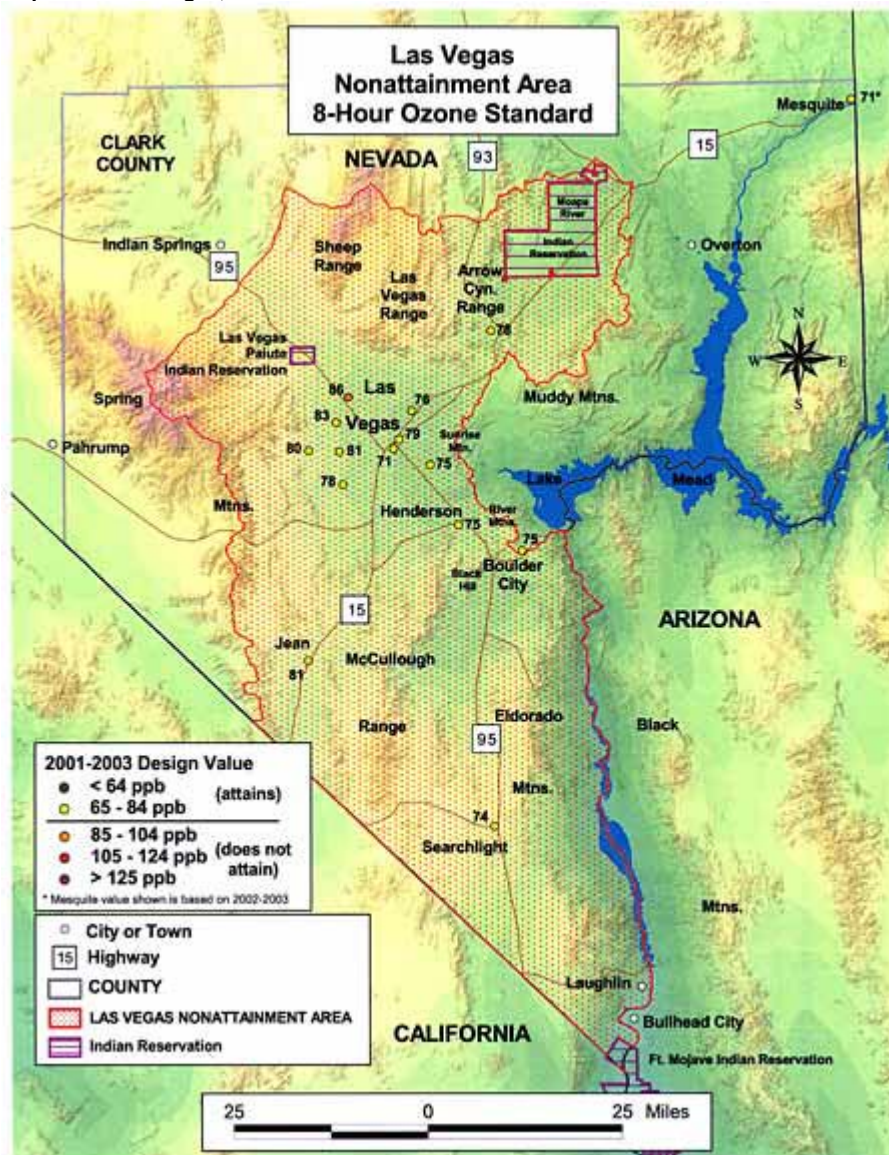 Las Vegas
Nonattainment Area
8-Hour Ozone Standard
Mesquite
71*
CLARK
COUNTY
NEVADA
93
15
Moapa
River
Indian
Reservation
Indian Springs
95
Sheep
Range
Las
Vegas
Range
Arrow
Cyn.
Range
Overton
78
Las Vegas
Paiute
Indian Reservation
N
W
E
S
Spring
86
Las
Vegas
76
Muddy Mtns.
83
79
Sunrise
Mtn.
Pahrump
80
81
71
75
78
Lake
Mead
Mtns.
Henderson
75
River
Mtns.
75
Black
Hill
Boulder
City
15
ARIZONA
Jean
81
McCullough
Range
Eldorado
Mtns.
95
Black
Mtns.
74
Searchlight
2001-2003 Design Value
< 64 ppb
65 - 84 ppb
(attains)
85 - 104 ppb
105 - 124 ppb
> 125 ppb
(does not
attain)
* Mesquite value shown is based on 2002-2003
City or Town
15 Highway
COUNTY
LAS VEGAS NONATTAINMENT AREA
Indian Reservation
Laughlin
Bullhead City
CALIFORNIA
Ft. Mojave Indian Reservation
25 0 25 Miles